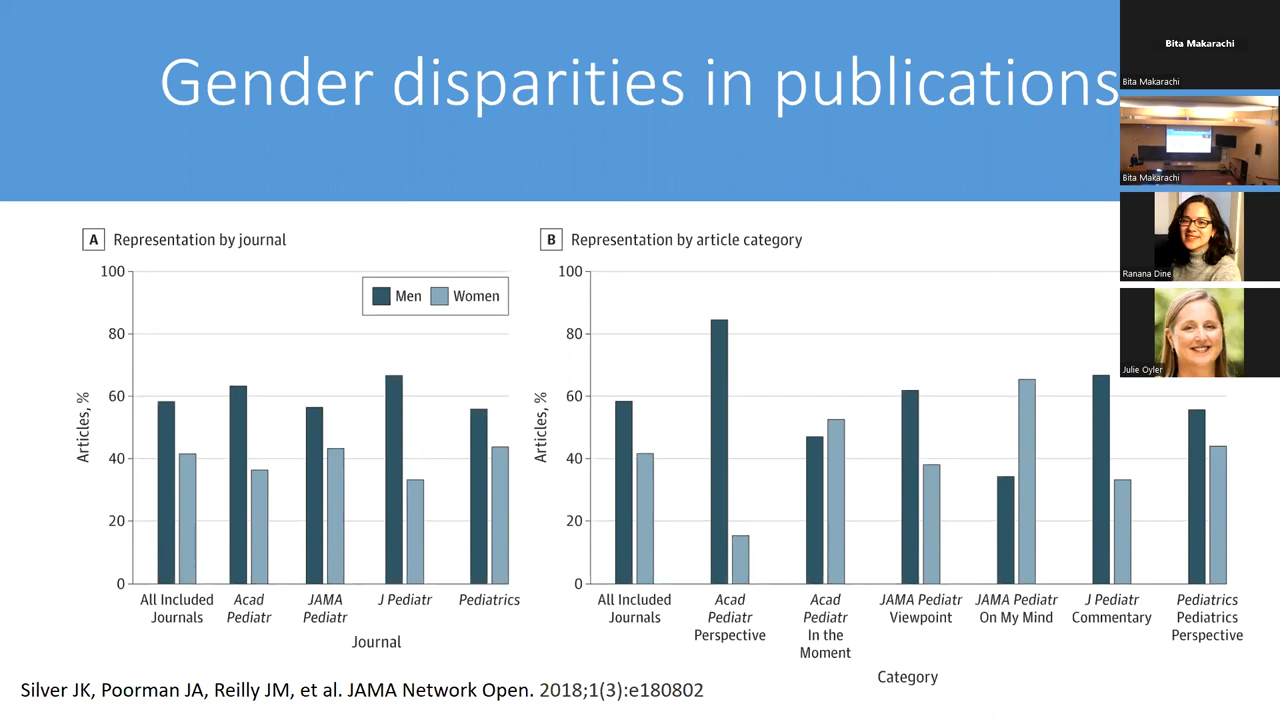 Gender disparities in publications
Bita Makarachi
Bita Makarachi
Bita Makarachi
Ranana Dine
Julie Oyler
A Representation by journal
100
80
60
40
20
0
Articles, %
Men Women
All Included
Journals
Acad
Pediatr
JAMA
Pediatr
J Pediatr
Pediatrics
Journal
B Representation by article category
100
80
60
40
20
0
Articles, %
All Included
Journals
Acad
Pediatr
Perspective
Acad
Pediatr
In the
Moment
JAMA Pediatr
Viewpoint
JAMA Pediatr
On My Mind
J Pediatr
Commentary
Pediatrics
Pediatrics
Perspective
Category
Silver JK, Poorman JA, Reilly JM, et al. JAMA Network Open. 2018;1(3):e180802